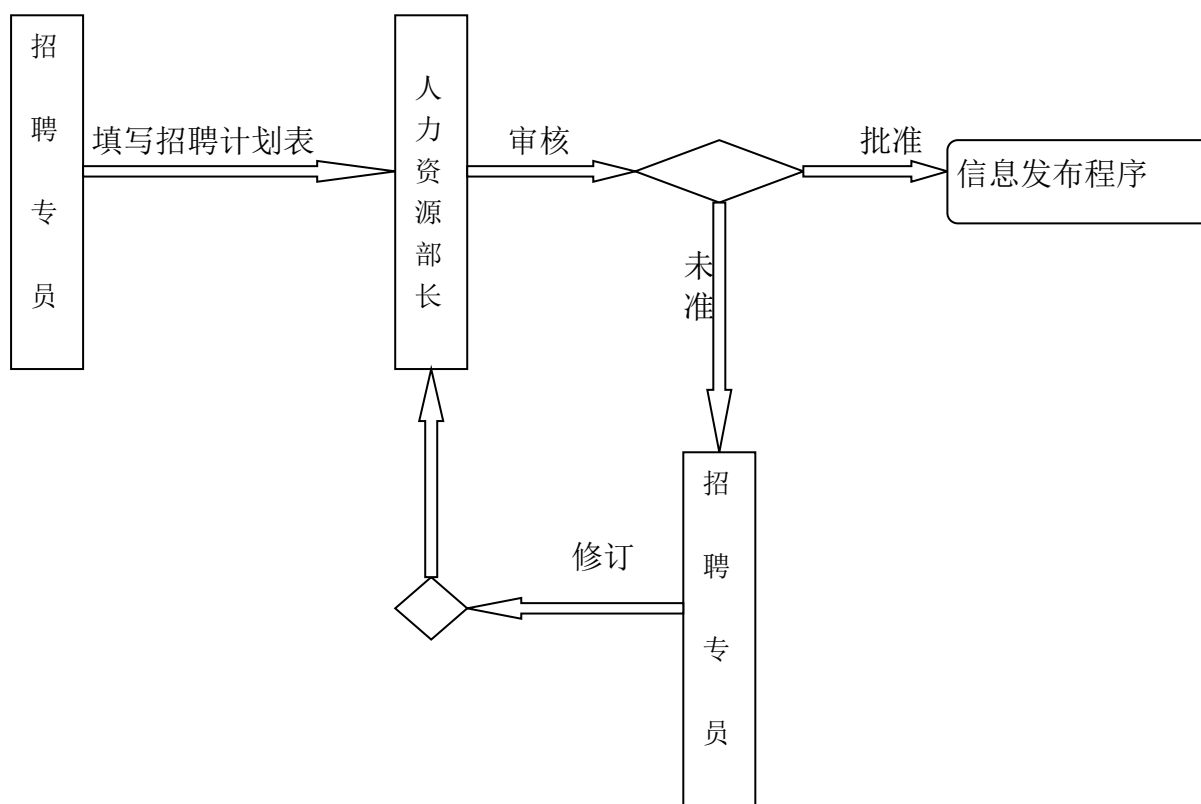 招聘专员
填写招聘计划表
人力资源部长
审核
批准
信息发布程序
未准
招聘专员
修订